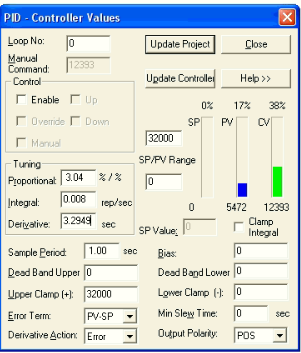 PID - Controller Values
Loop No: 0
Update Project
Close
Manual Command: 12393
Update Controller
Help >>
Control
Enable
Up
Override
Down
Manual
0% 17% 38%
SP PV CV
32000
SP/PV Range
0
0 5472 12393
Tuning
Proportional: 3.04 % / %
Integral: 0.008 rep/sec
Derivative: 3.2949 sec
SP Value: 0
Clamp Integral
Sample Period: 1.00 sec
Bias: 0
Dead Band Upper 0
Dead Band Lower 0
Upper Clamp (+): 32000
Lower Clamp (-): 0
Error Term: PV-SP
Min Slew Time: 0 sec
Derivative Action: Error
Output Polarity: POS